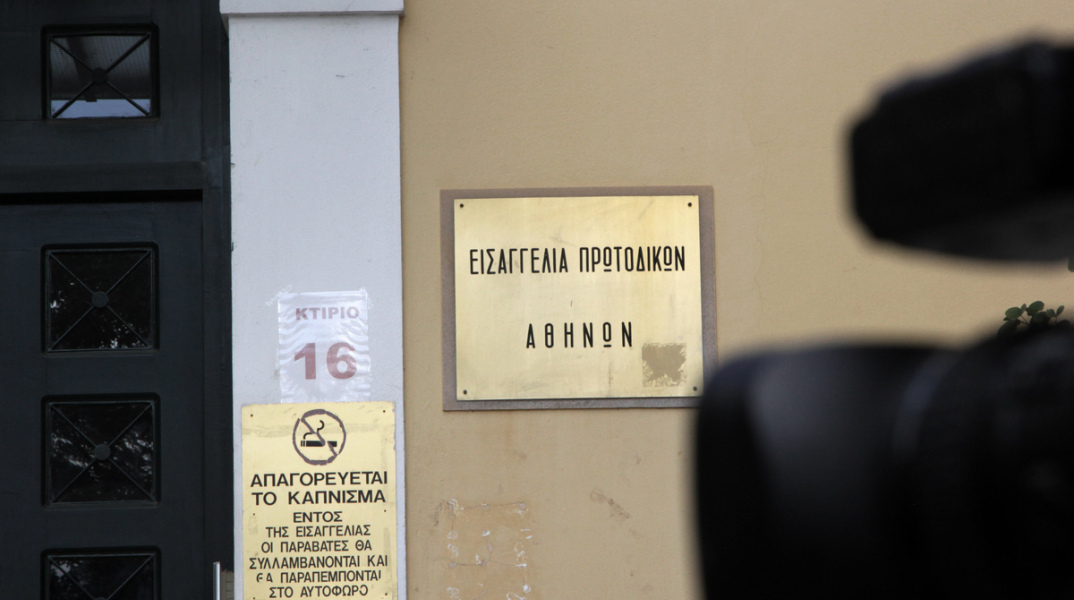 ΕΙΣΑΓΓΕΛΙΑ ΠΡΩΤΟΔΙΚΩΝ
ΑΘΗΝΩΝ
ΚΤΙΡΙΟ
16
ΑΠΑΓΟΡΕΥΕΤΑΙ
ΤΟ ΚΑΠΝΙΣΜΑ
ΕΝΤΟΣ
ΤΗΣ ΕΙΣΑΓΓΕΛΙΑΣ
ΟΙ ΠΑΡΑΒΑΤΕΣ ΘΑ
ΣΥΛΛΑΜΒΑΝΟΝΤΑΙ ΚΑΙ
ΘΑ ΠΑΡΑΠΕΜΠΟΝΤΑΙ
ΣΤΟ ΑΥΤΟΦΩΡΟ